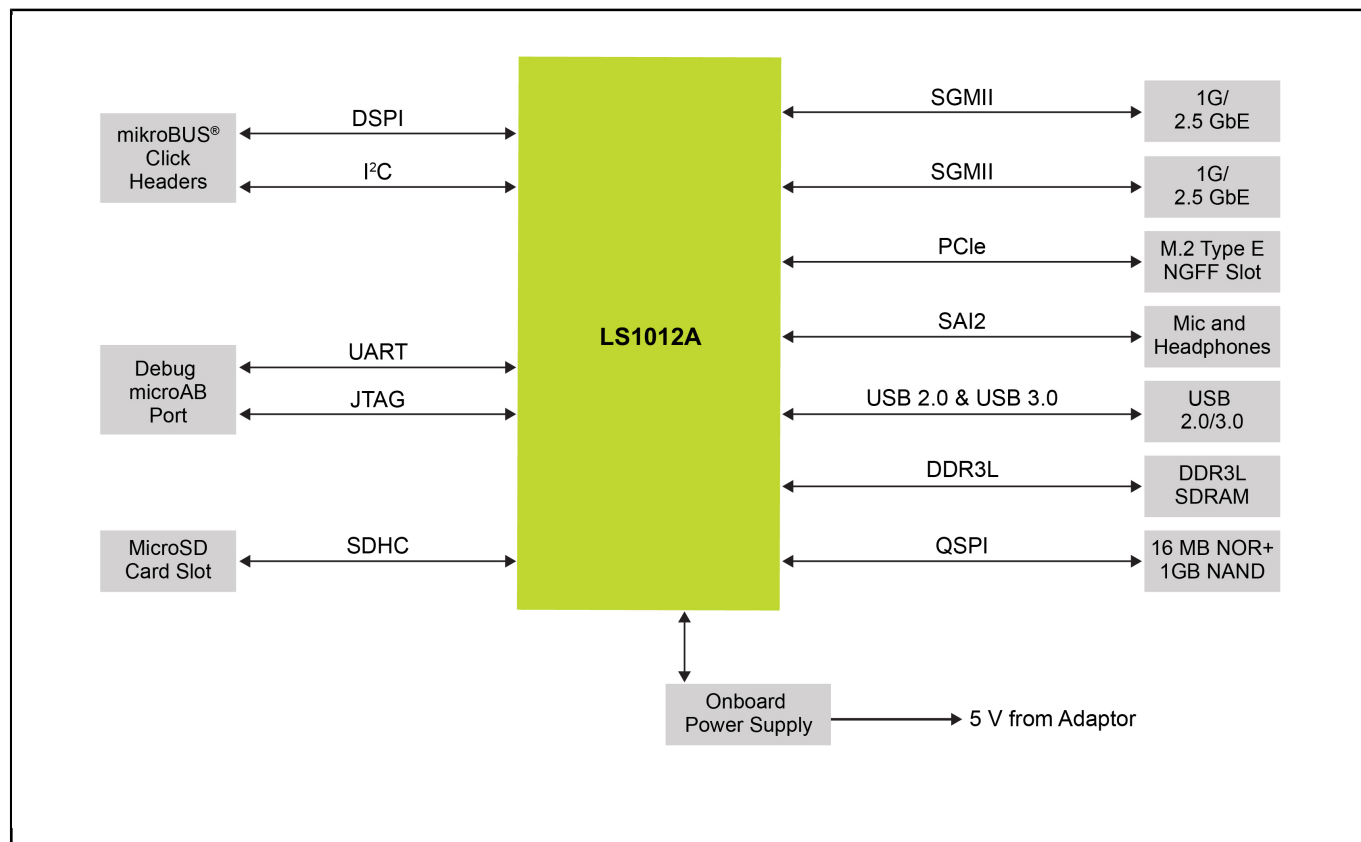 mikroBUS®
Click
Headers
DSPI
I²C
Debug
microAB
Port
UART
JTAG
MicroSD
Card Slot
SDHC
LS1012A
SGMII
1G/
2.5 GbE
SGMII
1G/
2.5 GbE
PCIe
M.2 Type E
NGFF Slot
SAI2
Mic and
Headphones
USB 2.0 & USB 3.0
USB
2.0/3.0
DDR3L
DDR3L
SDRAM
QSPI
16 MB NOR+
1GB NAND
Onboard
Power Supply
5 V from Adaptor